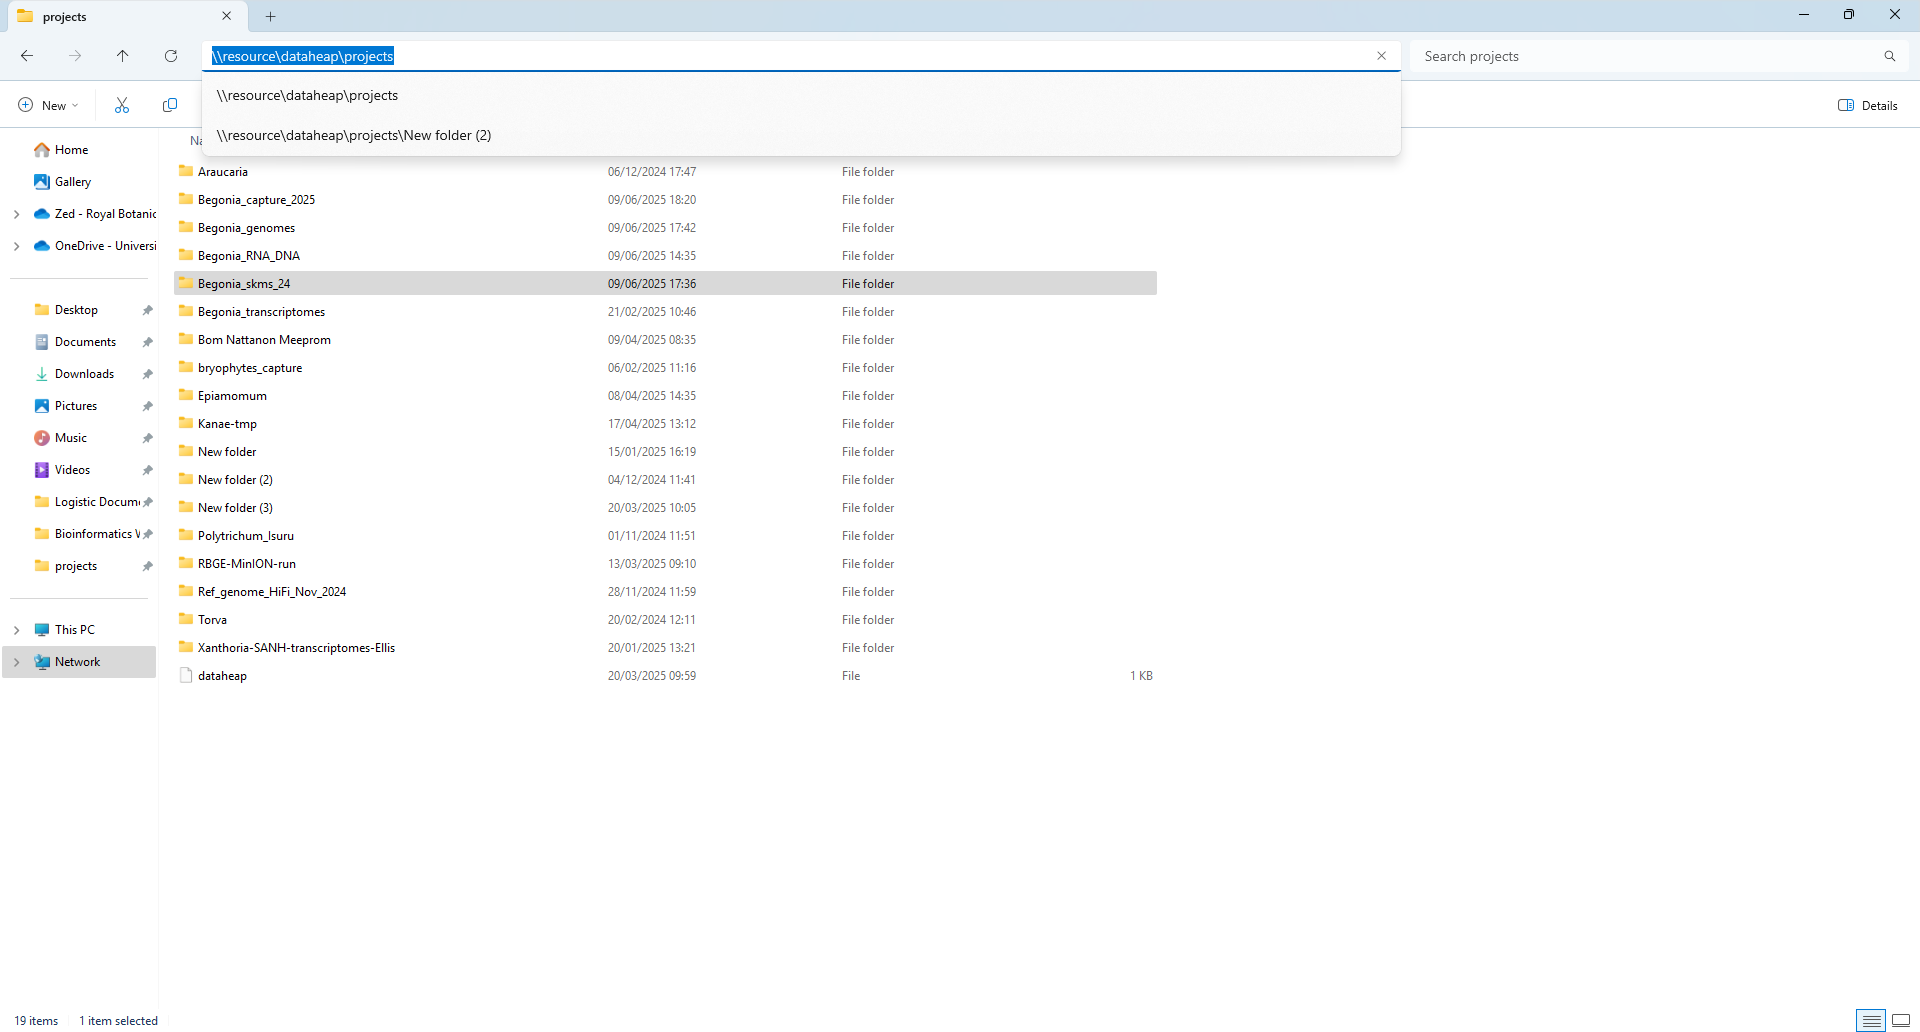 projects
\\resource\dataheap\projects
Search projects
New
\\resource\dataheap\projects
\\resource\dataheap\projects\New folder (2)
Details
Na
Home
Gallery
Zed - Royal Botanic
OneDrive - Universi
Desktop
Documents
Downloads
Pictures
Music
Videos
Logistic Docum
Bioinformatics
projects
This PC
Network
Araucaria 06/12/2024 17:47 File folder
Begonia_capture_2025 09/06/2025 18:20 File folder
Begonia_genomes 09/06/2025 17:42 File folder
Begonia_RNA_DNA 09/06/2025 14:35 File folder
Begonia_skms_24 09/06/2025 17:36 File folder
Begonia_transcriptomes 21/02/2025 10:46 File folder
Bom Nattanon Meeprom 09/04/2025 08:35 File folder
bryophytes_capture 06/02/2025 11:16 File folder
Epiamomum 08/04/2025 14:35 File folder
Kanae-tmp 17/04/2025 13:12 File folder
New folder 15/01/2025 16:19 File folder
New folder (2) 04/12/2024 11:41 File folder
New folder (3) 20/03/2025 10:05 File folder
Polytrichum_Isuru 01/11/2024 11:51 File folder
RBGE-MinION-run 13/03/2025 09:10 File folder
Ref_genome_HiFi_Nov_2024 28/11/2024 11:59 File folder
Torva 20/02/2024 12:11 File folder
Xanthoria-SANH-transcriptomes-Ellis 20/01/2025 13:21 File folder
dataheap 20/03/2025 09:59 File 1 KB
19 items 1 item selected